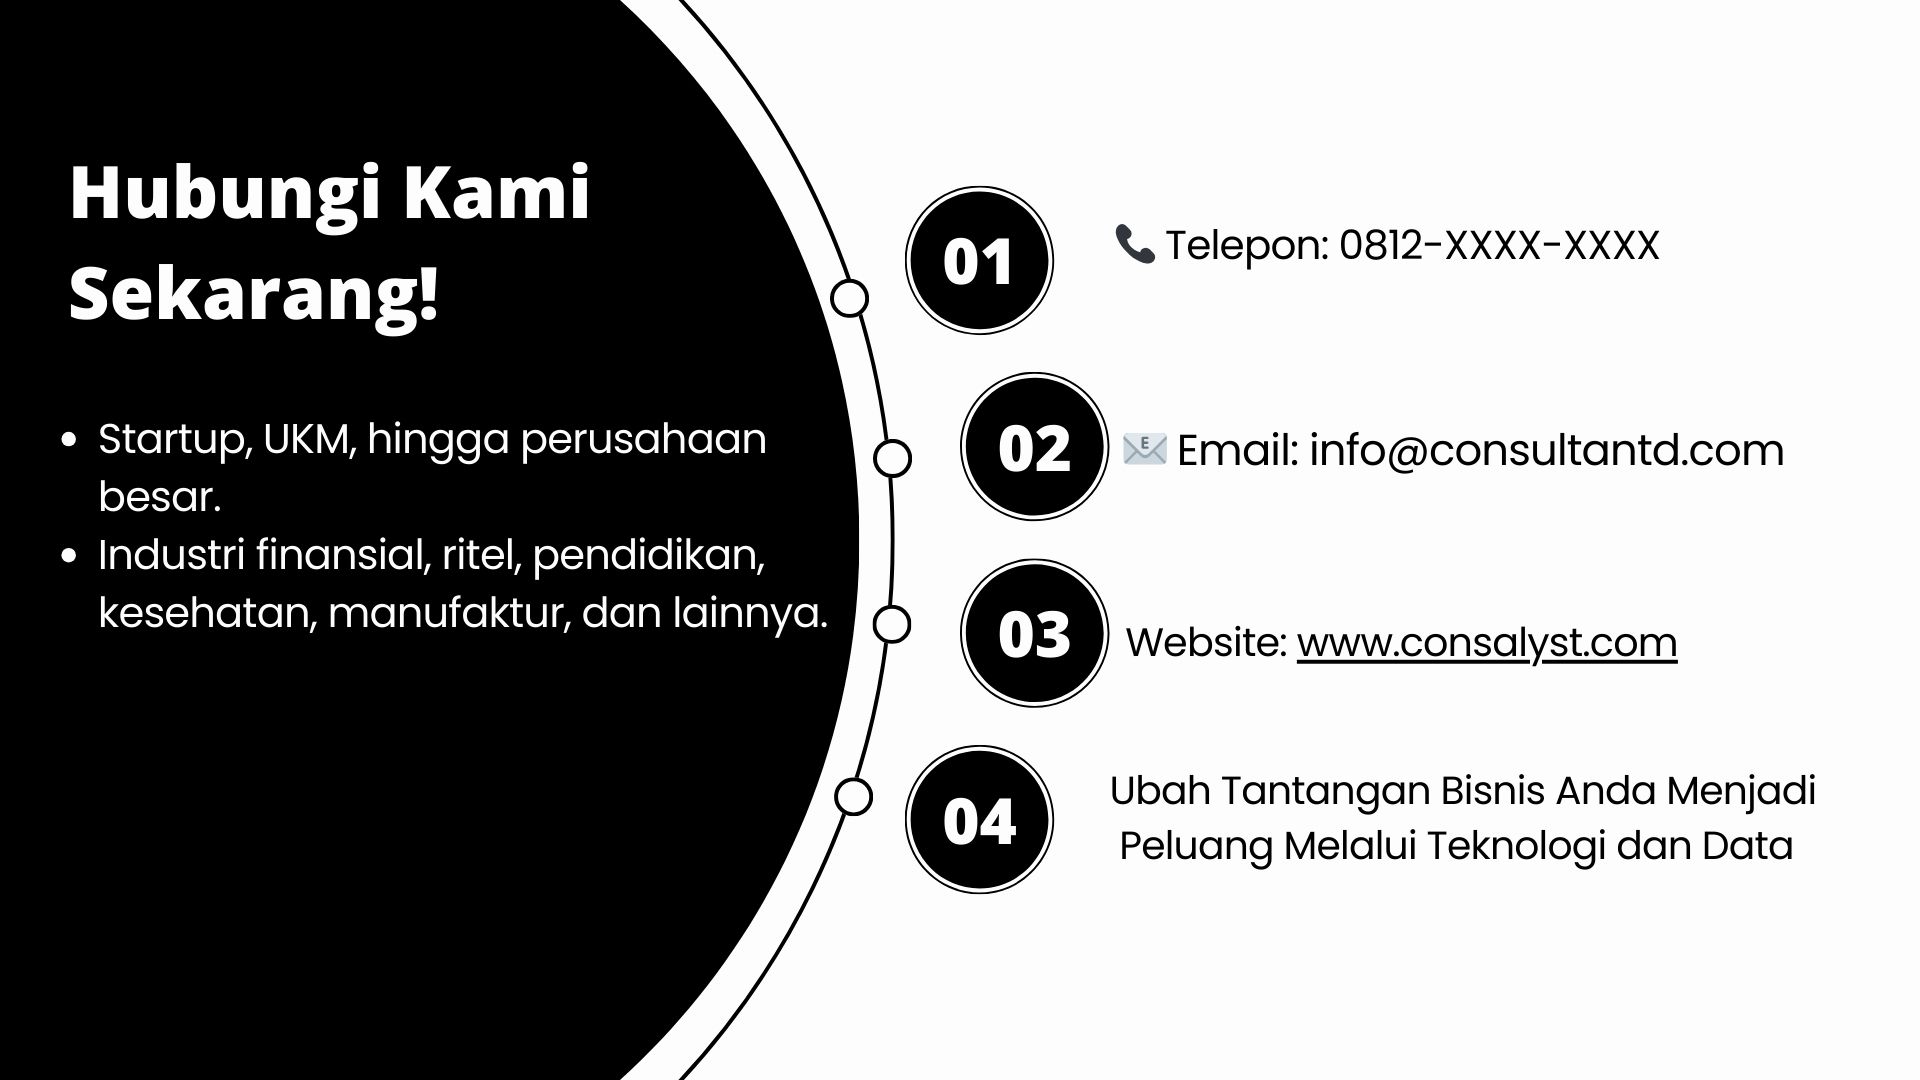 Hubungi Kami
Sekarang!
• Startup, UKM, hingga perusahaan
besar.
• Industri finansial, ritel, pendidikan,
kesehatan, manufaktur, dan lainnya.
01
📞 Telepon: 0812-XXXX-XXXX
02
📧 Email: info@consultantd.com
03
Website: www.consalyst.com
04
Ubah Tantangan Bisnis Anda Menjadi
Peluang Melalui Teknologi dan Data